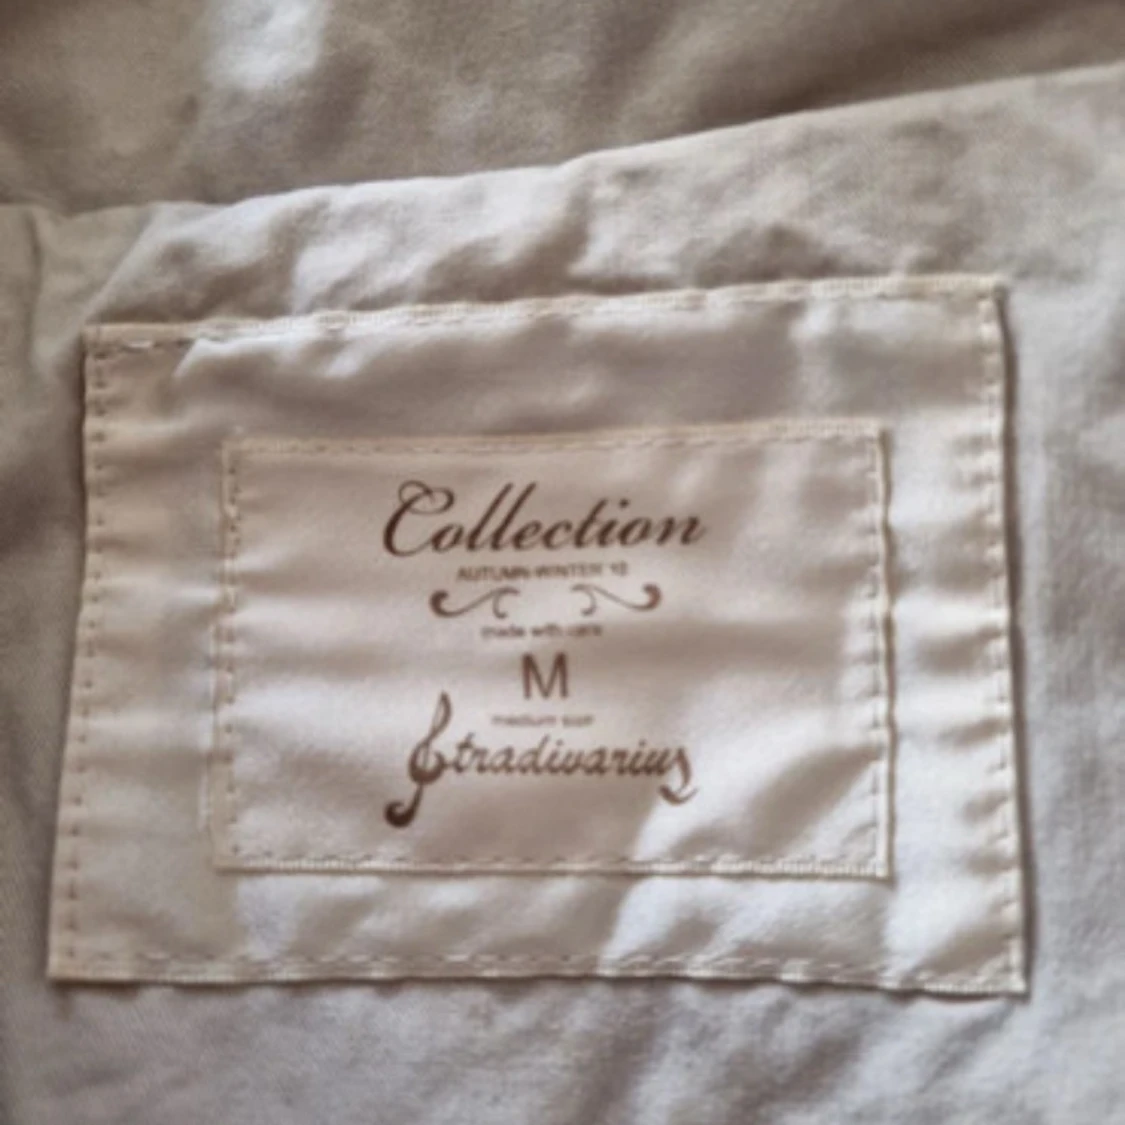 Collection
AUTUMN-WINTER'10
made with care
M
medium size
Stradivarius